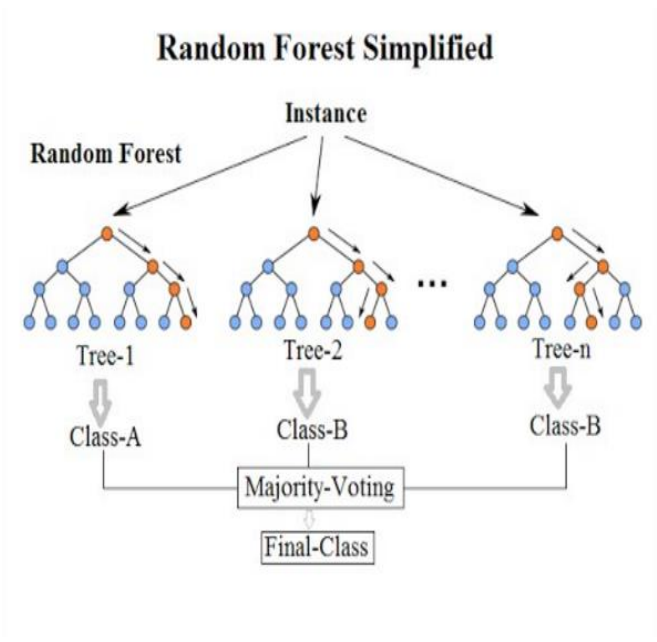 Random Forest Simplified
Instance
Random Forest
...
Tree-1
Tree-2
Tree-n
Class-A
Class-B
Class-B
Majority-Voting
Final-Class